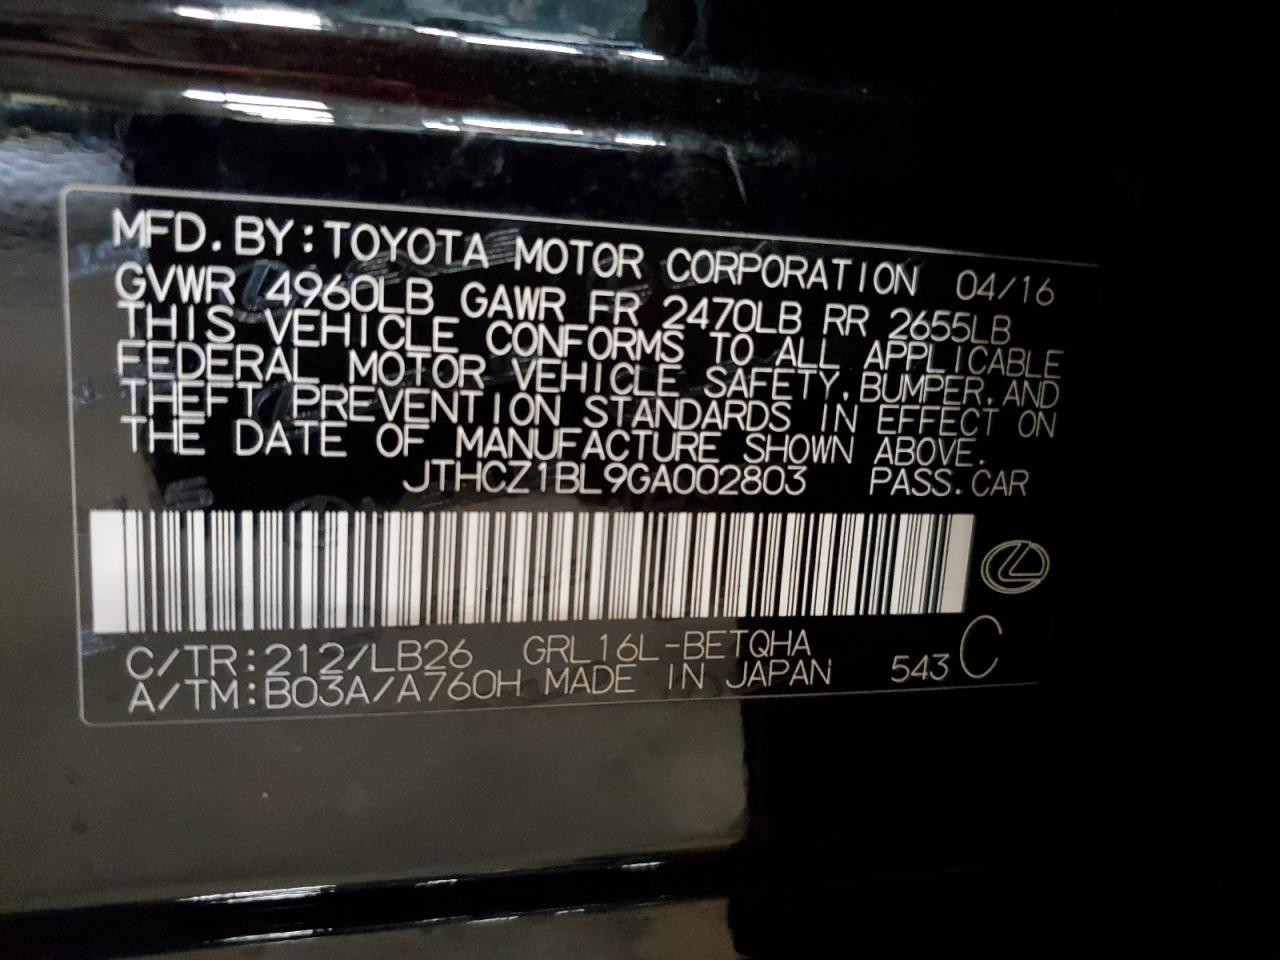 MFD. BY: TOYOTA MOTOR CORPORATION 04/16
GVWR 4960LB GAWR FR 2470LB RR 2655LB
THIS VEHICLE CONFORMS TO ALL APPLICABLE
FEDERAL MOTOR VEHICLE SAFETY, BUMPER, AND
THEFT PREVENTION STANDARDS IN EFFECT ON
THE DATE OF MANUFACTURE SHOWN ABOVE.
JTHCZ1BL9GA002803 PASS. CAR
C/TR: 212/LB26 GRL16L-BETQHA
A/TM: B03A/A760H MADE IN JAPAN 543 C